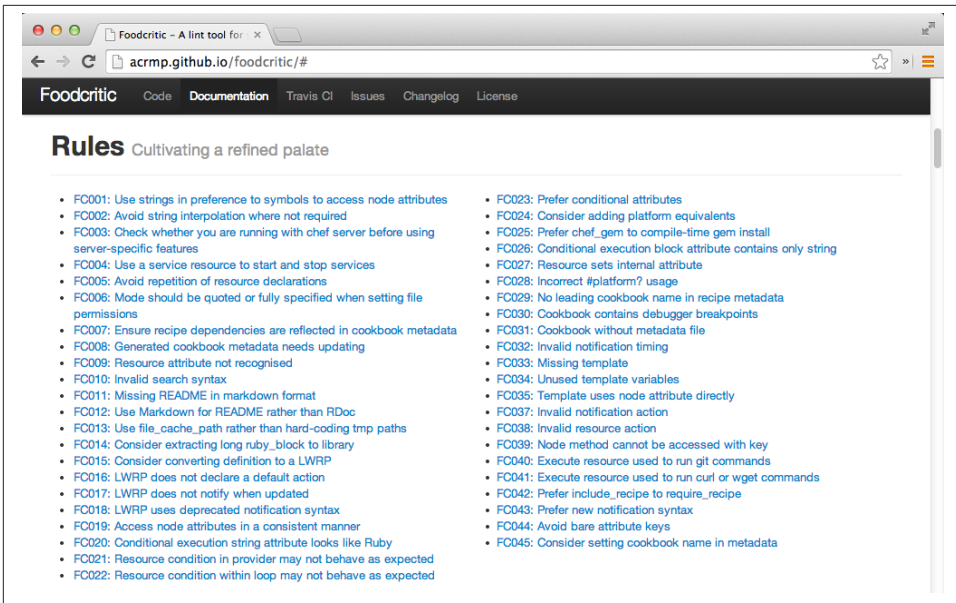 Foodcritic - A lint tool for
acrmp.github.io/foodcritic/#
Foodcritic Code Documentation Travis CI Issues Changelog License
Rules Cultivating a refined palate
FC001: Use strings in preference to symbols to access node attributes
FC002: Avoid string interpolation where not required
FC003: Check whether you are running with chef server before using
server-specific features
FC004: Use a service resource to start and stop services
FC005: Avoid repetition of resource declarations
FC006: Mode should be quoted or fully specified when setting file
permissions
FC007: Ensure recipe dependencies are reflected in cookbook metadata
FC008: Generated cookbook metadata needs updating
FC009: Resource attribute not recognised
FC010: Invalid search syntax
FC011: Missing README in markdown format
FC012: Use Markdown for README rather than RDoc
FC013: Use file_cache_path rather than hard-coding tmp paths
FC014: Consider extracting long ruby_block to library
FC015: Consider converting definition to a LWRP
FC016: LWRP does not declare a default action
FC017: LWRP does not notify when updated
FC018: LWRP uses deprecated notification syntax
FC019: Access node attributes in a consistent manner
FC020: Conditional execution string attribute looks like Ruby
FC021: Resource condition in provider may not behave as expected
FC022: Resource condition within loop may not behave as expected
FC023: Prefer conditional attributes
FC024: Consider adding platform equivalents
FC025: Prefer chef_gem to compile-time gem install
FC026: Conditional execution block attribute contains only string
FC027: Resource sets internal attribute
FC028: Incorrect #platform? usage
FC029: No leading cookbook name in recipe metadata
FC030: Cookbook contains debugger breakpoints
FC031: Cookbook without metadata file
FC032: Invalid notification timing
FC033: Missing template
FC034: Unused template variables
FC035: Template uses node attribute directly
FC037: Invalid notification action
FC038: Invalid resource action
FC039: Node method cannot be accessed with key
FC040: Execute resource used to run git commands
FC041: Execute resource used to run curl or wget commands
FC042: Prefer include_recipe to require_recipe
FC043: Prefer new notification syntax
FC044: Avoid bare attribute keys
FC045: Consider setting cookbook name in metadata